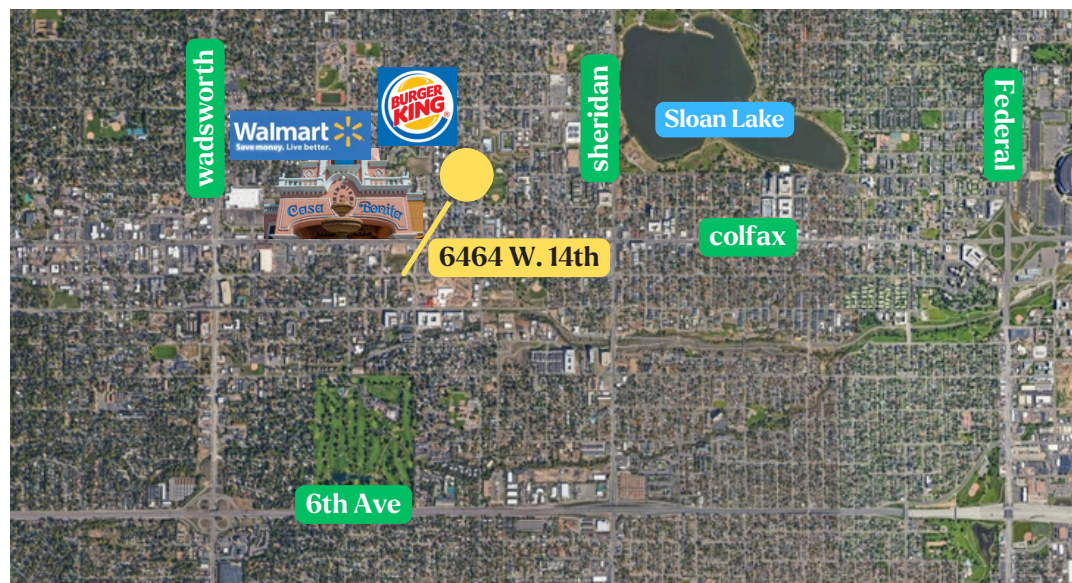 wadsworth
Walmart
Save money. Live better.
BURGER
KING
®
Casa Bonita
sheridan
Sloan Lake
Federal
colfax
6464 W. 14th
6th Ave